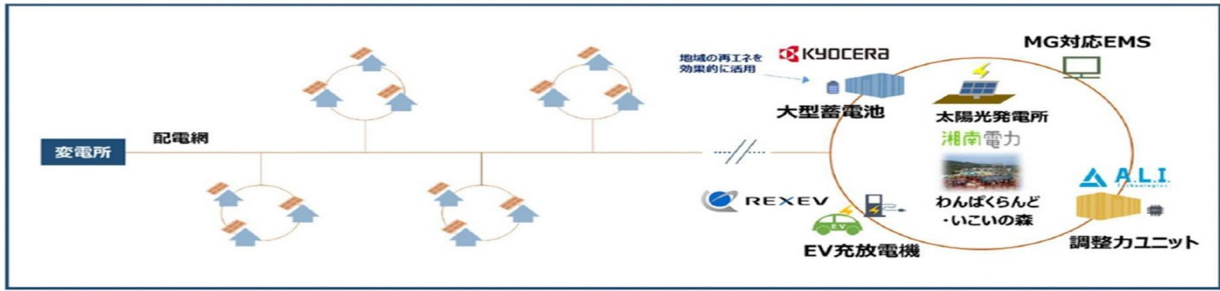 変電所
配電網
地域の再エネを
効果的に活用
KYOCERA
大型蓄電池
MG対応EMS
太陽光発電所
湘南電力
わんぱくらんど
・いこいの森
REXEV
EV
EV充放電機
A.L.I.
Technologies
調整力ユニット